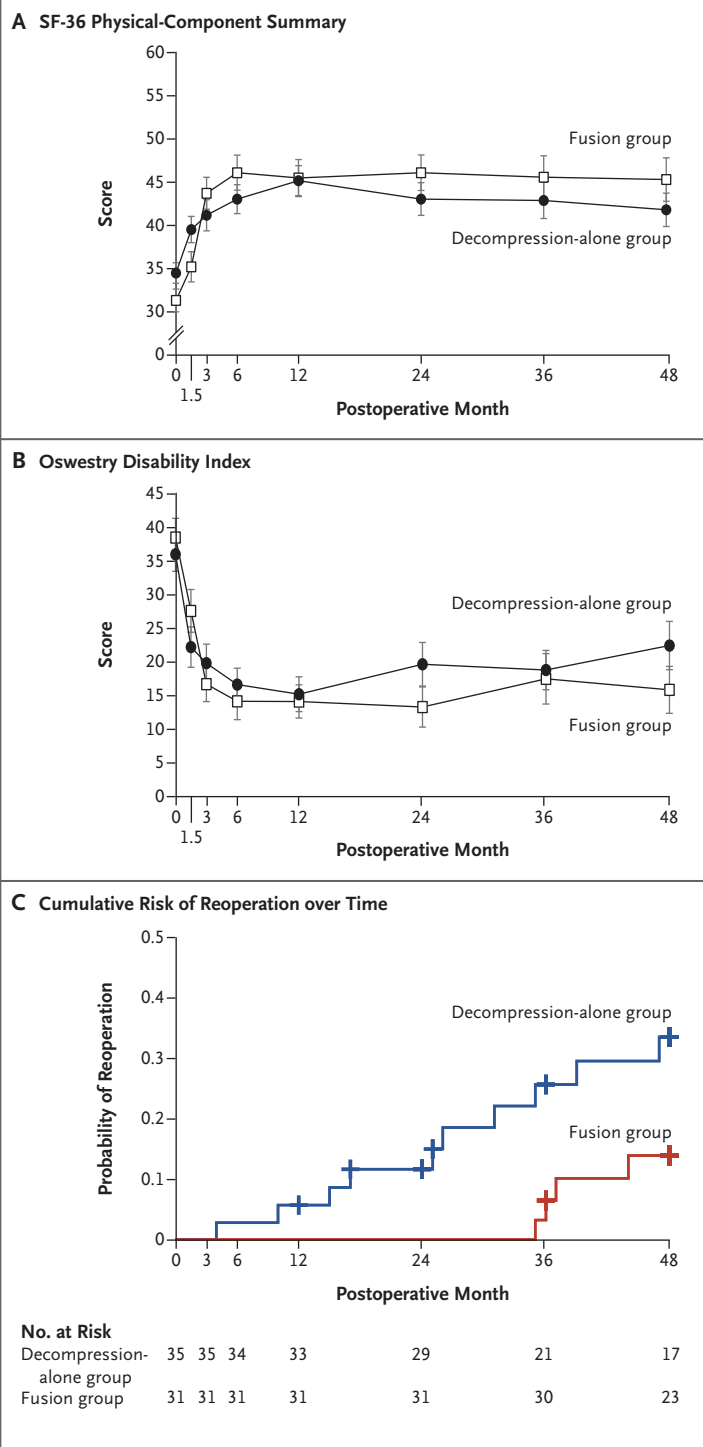 A SF-36 Physical-Component Summary
60
55
50
45
40
35
30
0
Score
Fusion group
Decompression-alone group
0 3 6 12 24 36 48
1.5
Postoperative Month
B Oswestry Disability Index
45
40
35
30
25
20
15
10
5
0
Score
Decompression-alone group
Fusion group
0 3 6 12 24 36 48
1.5
Postoperative Month
C Cumulative Risk of Reoperation over Time
0.5
0.4
0.3
0.2
0.1
0
Probability of Reoperation
Decompression-alone group
Fusion group
0 3 6 12 24 36 48
Postoperative Month
No. at Risk
Decompression- 35 35 34 33 29 21 17
alone group
Fusion group 31 31 31 31 31 30 23